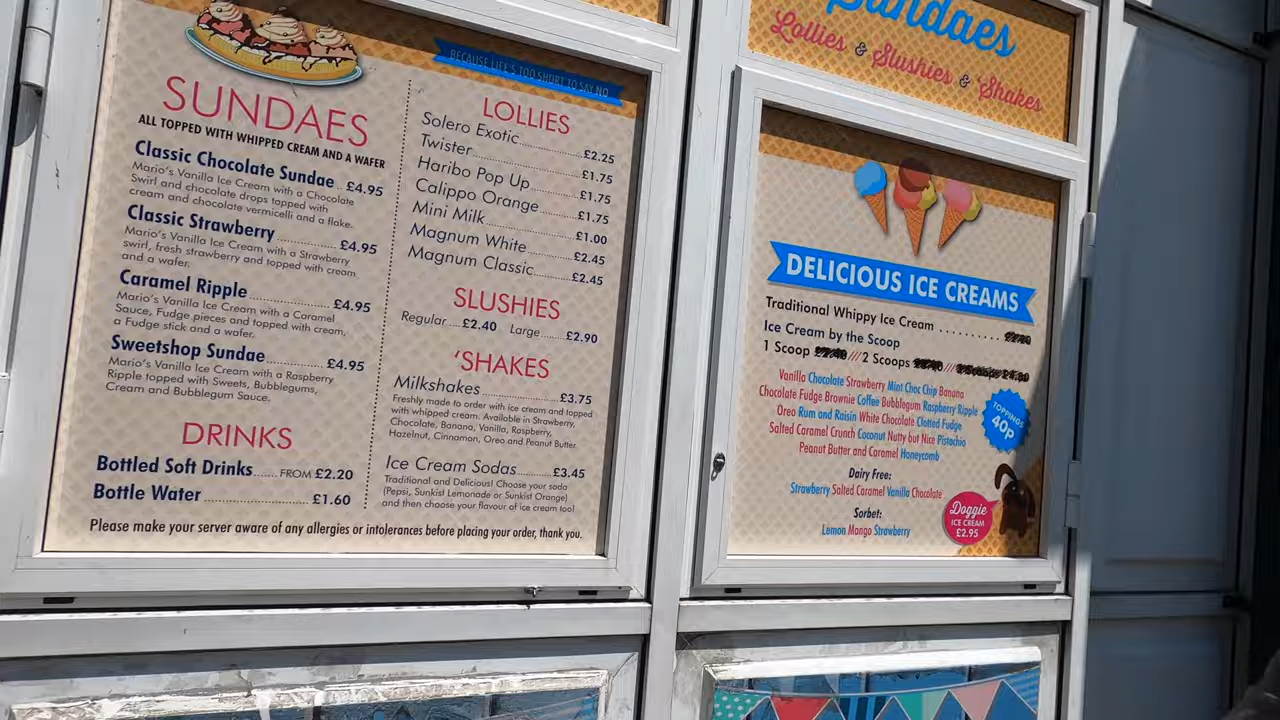 SUNDAES
ALL TOPPED WITH WHIPPED CREAM AND A WAFER
Classic Chocolate Sundae .. £4.95
Mario's Vanilla Ice Cream with a Chocolate
Swirl and chocolate drops topped with
cream and chocolate vermicelli and a flake.
Classic Strawberry ............ £4.95
Mario's Vanilla Ice Cream with a Strawberry
swirl, fresh strawberry and topped with cream
and a wafer.
Caramel Ripple ............ £4.95
Mario's Vanilla Ice Cream with a Caramel
Sauce, Fudge pieces and topped with cream,
a Fudge stick and a wafer.
Sweetshop Sundae ............ £4.95
Mario's Vanilla Ice Cream with a Raspberry
Ripple topped with Sweets, Bubblegums,
Cream and Bubblegum Sauce.
DRINKS
Bottled Soft Drinks...... FROM £2.20
Bottle Water ............ £1.60
BECAUSE LIFE'S TOO SHORT TO SAY NO
LOLLIES
Solero Exotic ............ £2.25
Twister ............ £1.75
Haribo Pop Up ............ £1.75
Calippo Orange ............ £1.75
Mini Milk ............ £1.00
Magnum White ............ £2.45
Magnum Classic ............ £2.45
SLUSHIES
Regular .... £2.40 Large .... £2.90
'SHAKES
Milkshakes ............ £3.75
Freshly made to order with ice cream and topped
with whipped cream. Available in Strawberry,
Chocolate, Banana, Vanilla, Raspberry,
Hazelnut, Cinnamon, Oreo and Peanut Butter
Ice Cream Sodas ............ £3.45
Traditional and Delicious! Choose your soda
(Pepsi, Sunkist Lemonade or Sunkist Orange)
and then choose your flavour of ice cream too!
Please make your server aware of any allergies or intolerances before placing your order, thank you.
Sundaes
Lollies & Slushies & 'Shakes
DELICIOUS ICE CREAMS
Traditional Whippy Ice Cream ........
Ice Cream by the Scoop
1 Scoop /// 2 Scoops ///
Vanilla Chocolate Strawberry Mint Choc Chip Banana
Chocolate Fudge Brownie Coffee Bubblegum Raspberry Ripple
Oreo Rum and Raisin White Chocolate Clotted Fudge
Salted Caramel Crunch Coconut Nutty but Nice Pistachio
Peanut Butter and Caramel Honeycomb
TOPPINGS
40p
Dairy Free:
Strawberry Salted Caramel Vanilla Chocolate
Sorbet:
Lemon Mango Strawberry
Doggie
ICE CREAM
£2.95